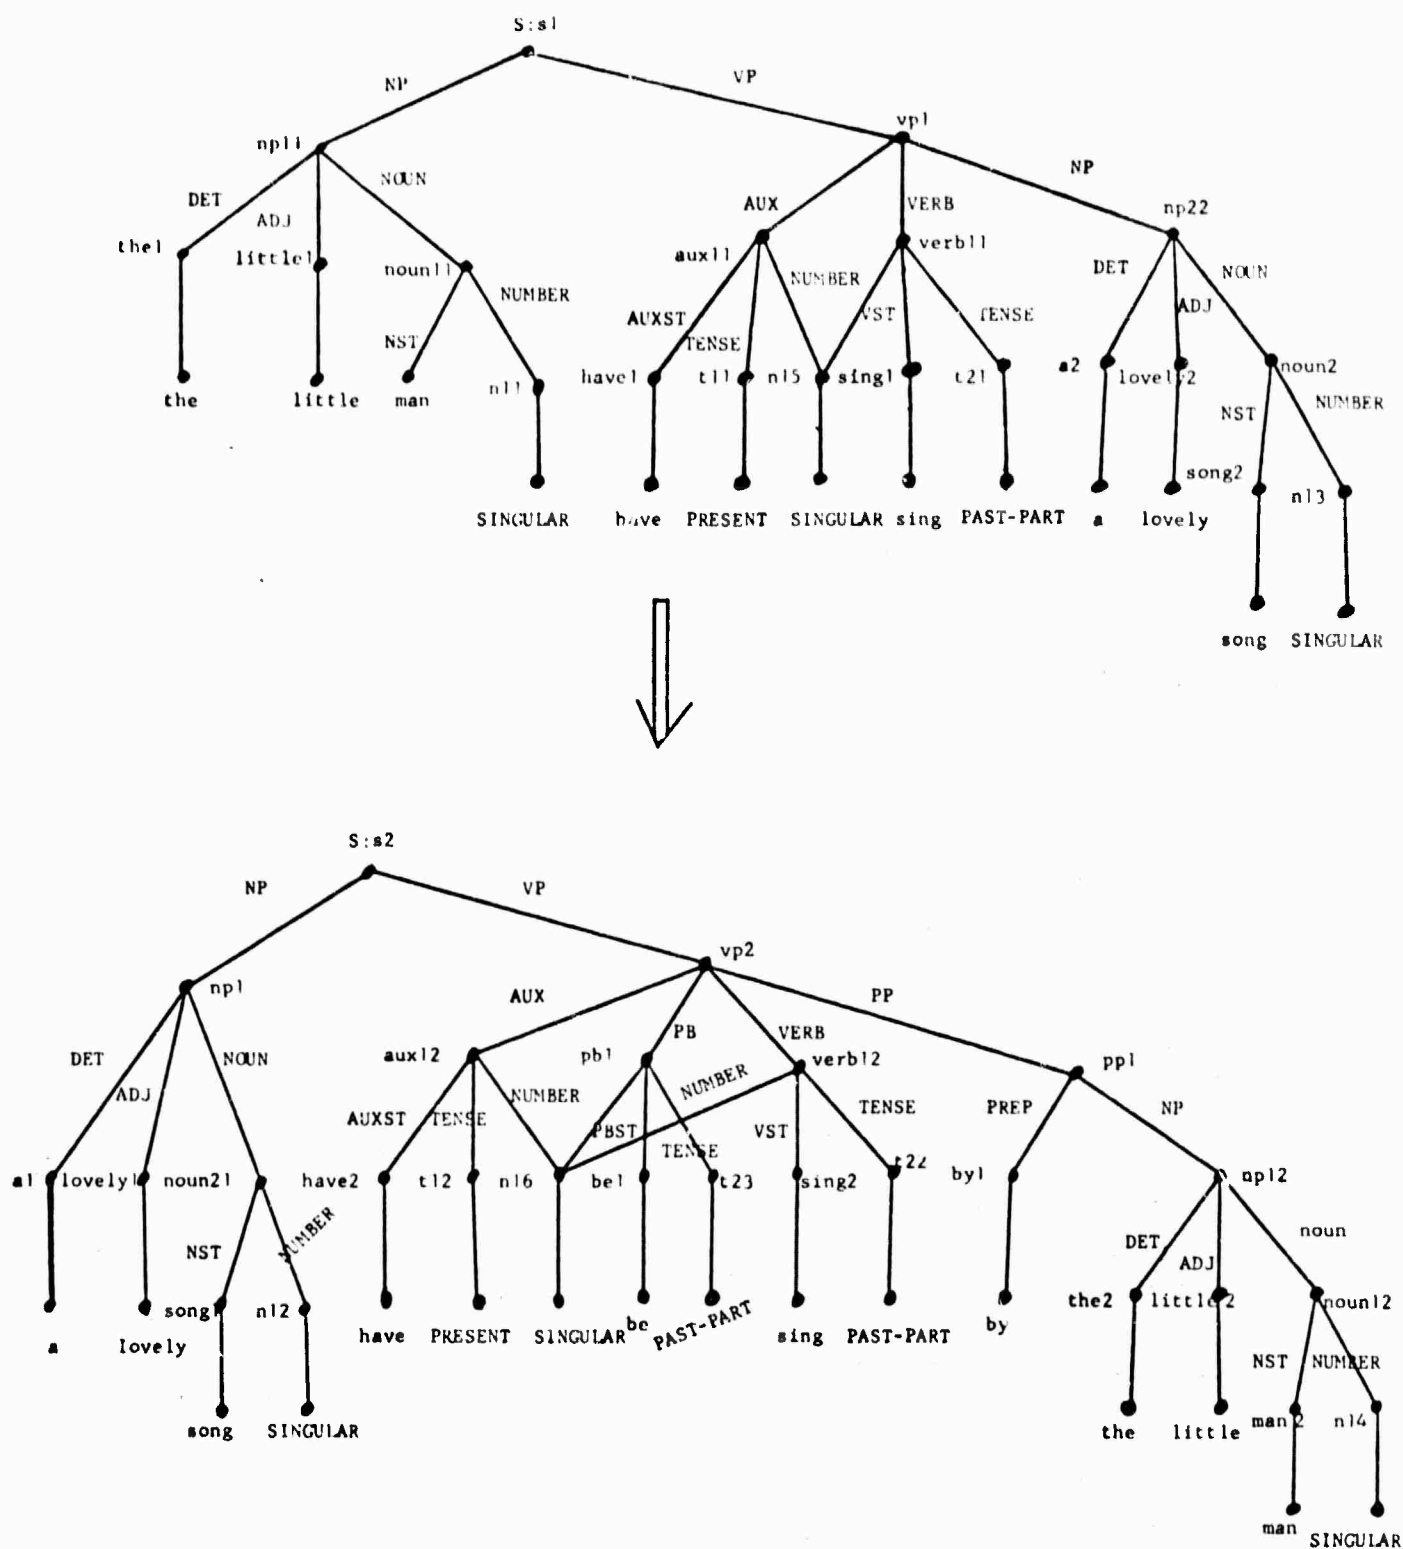 S:s1
NP VP
np11 vp1
DET ADJ NOUN AUX VERB NP
the1 little1 noun11 aux11 verb11 np22
NST NUMBER AUXST TENSE NUMBER VST TENSE DET ADJ NOUN
n11 have1 t11 n15 sing1 t21 a2 lovely2 noun2
the little man NST NUMBER
song2 n13
SINGULAR have PRESENT SINGULAR sing PAST-PART a lovely
song SINGULAR
S:s2
NP VP
np1 vp2
AUX PB VERB PP
DET ADJ NOUN aux12 pb1 verb12 pp1
AUXST TENSE NUMBER PBST TENSE NUMBER VST TENSE PREP NP
a1 lovely1 noun21 have2 t12 n16 be1 t23 sing2 t22 by1 np12
NST NUMBER DET ADJ noun
song1 n12 the2 little2 noun12
a lovely have PRESENT SINGULAR be PAST-PART sing PAST-PART by
NST NUMBER
song SINGULAR the little man2 n14
man SINGULAR